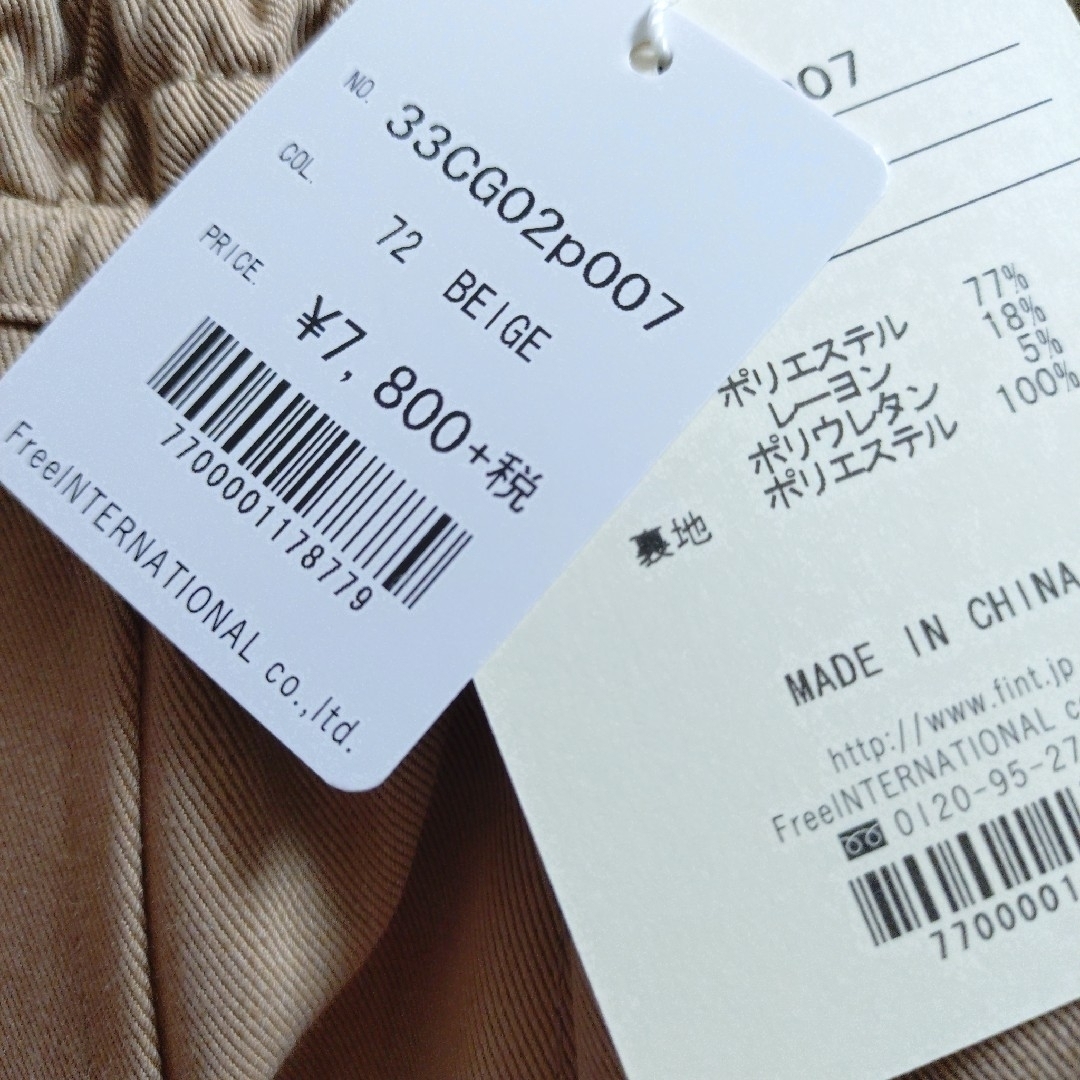 NO. 33CG02p007
COL. 72 BEIGE
PRICE. ¥7,800+税
7700001178779
FreeINTERNATIONAL co.,ltd.
007
ポリエステル 77%
レーヨン 18%
ポリウレタン 5%
裏地 ポリエステル 100%
MADE IN CHINA
http://www.fint.jp
FreeINTERNATIONAL c
0120-95-27
7700001